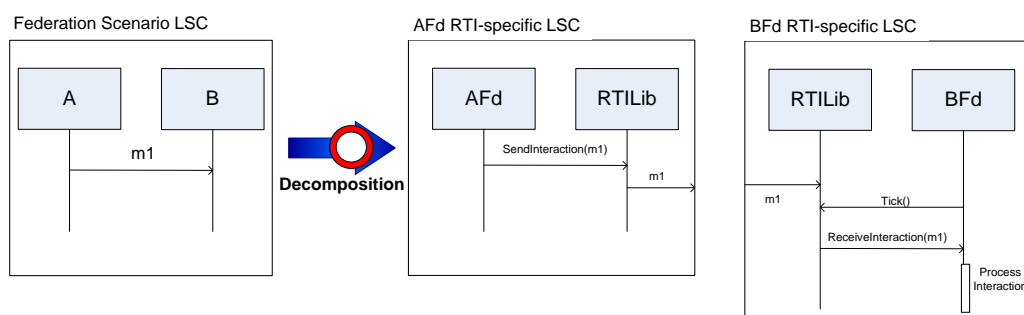 Federation Scenario LSC
A
B
m1
Decomposition
AFd RTI-specific LSC
AFd
RTILib
SendInteraction(m1)
m1
BFd RTI-specific LSC
RTILib
BFd
m1
Tick()
ReceiveInteraction(m1)
Process
Interaction